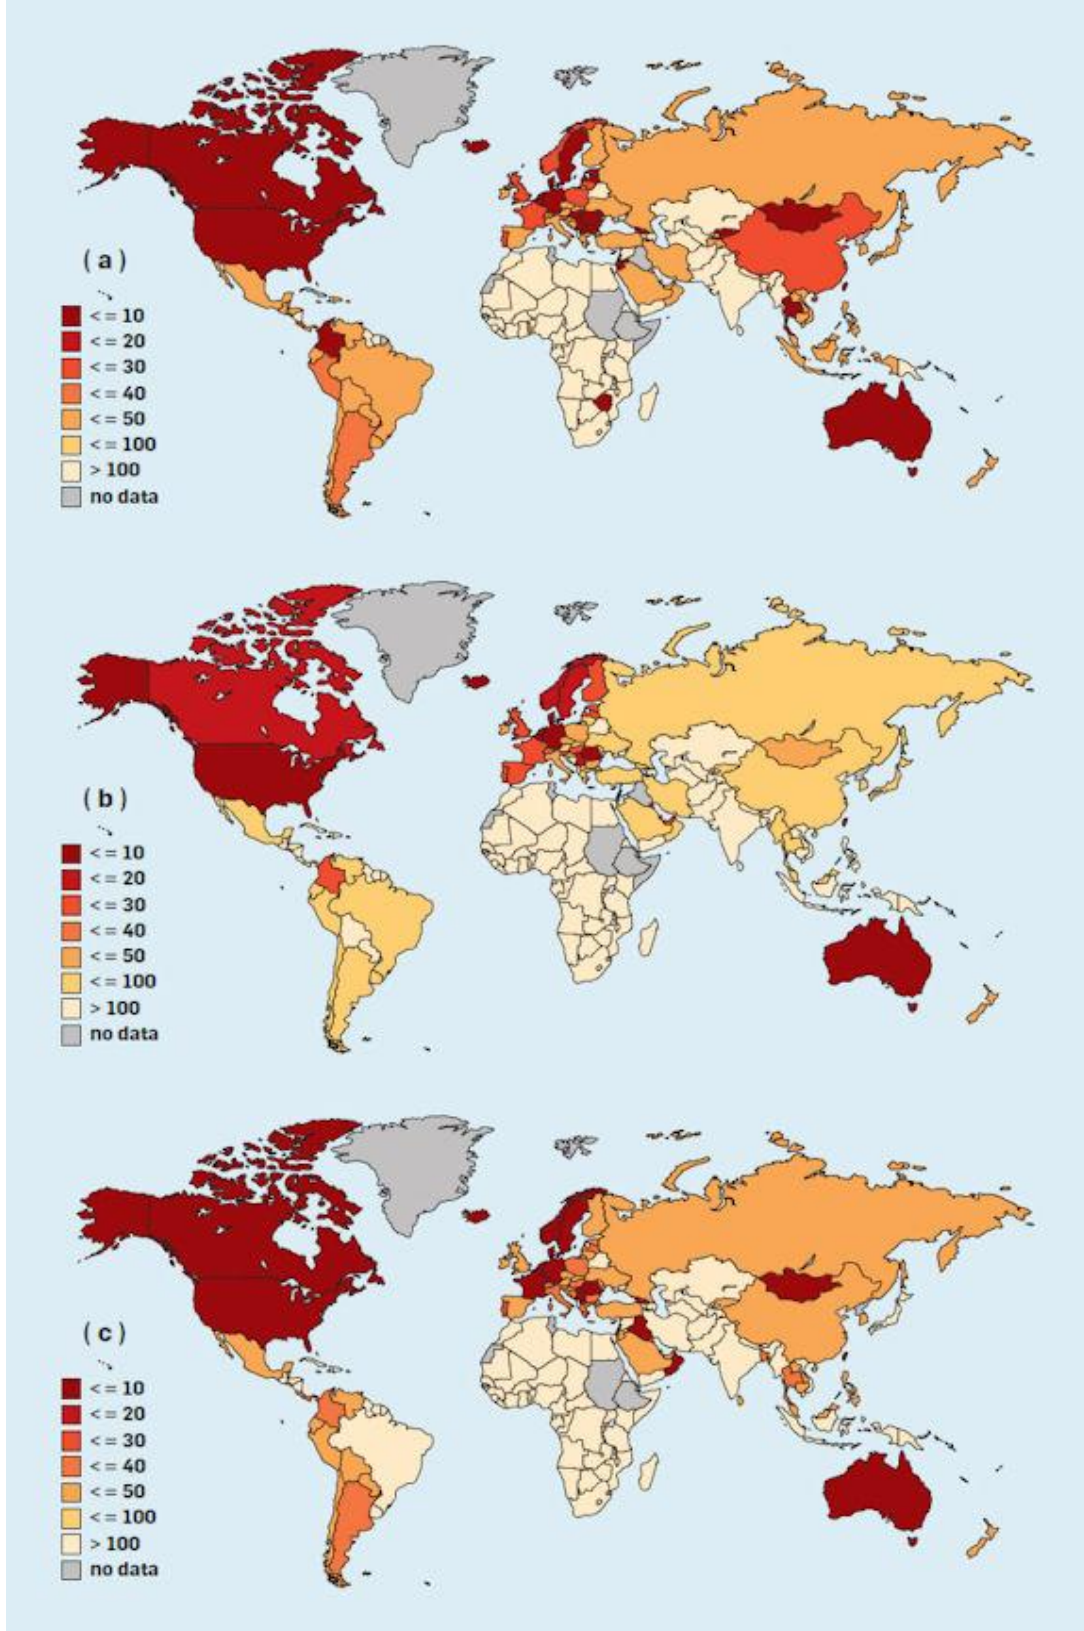 ( a )
< = 10
< = 20
< = 30
< = 40
< = 50
< = 100
> 100
no data
( b )
< = 10
< = 20
< = 30
< = 40
< = 50
< = 100
> 100
no data
( c )
< = 10
< = 20
< = 30
< = 40
< = 50
< = 100
> 100
no data